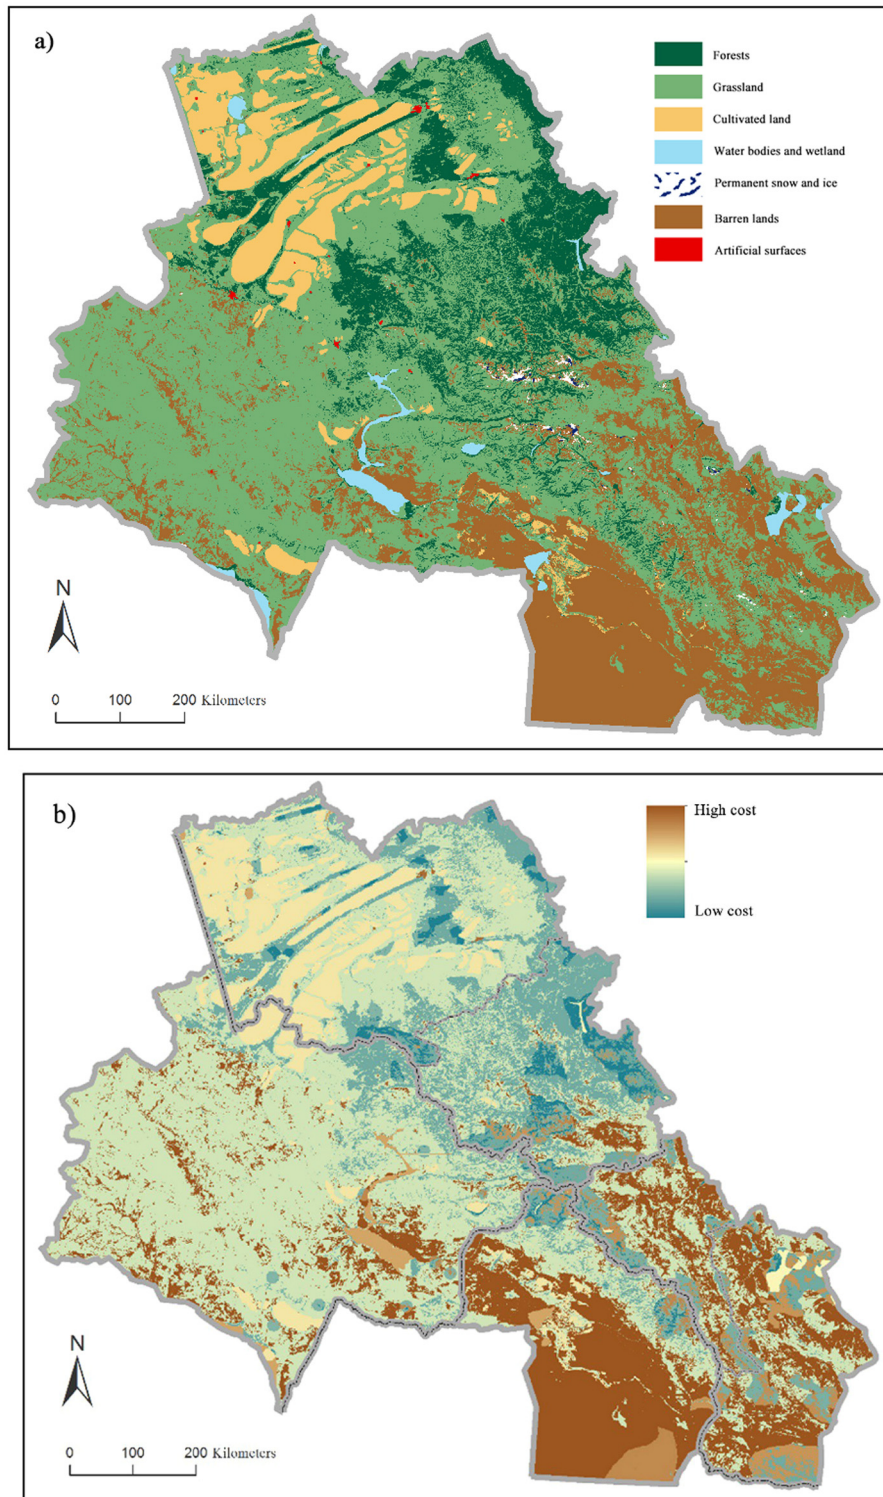 a)
Forests
Grassland
Cultivated land
Water bodies and wetland
Permanent snow and ice
Barren lands
Artificial surfaces
N
0 100 200 Kilometers
b)
High cost
Low cost
N
0 100 200 Kilometers